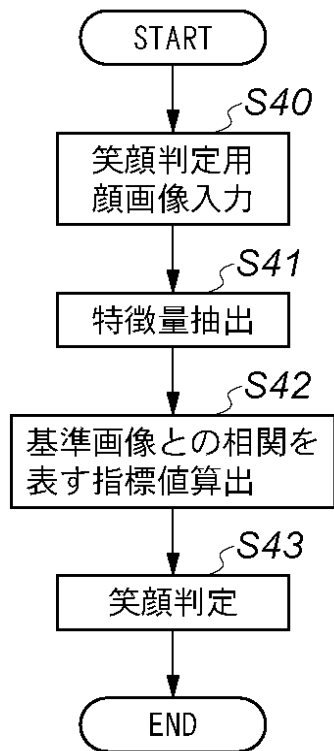 START
S40
笑顔判定用
顔画像入力
S41
特徴量抽出
S42
基準画像との相関を
表す指標値算出
S43
笑顔判定
END